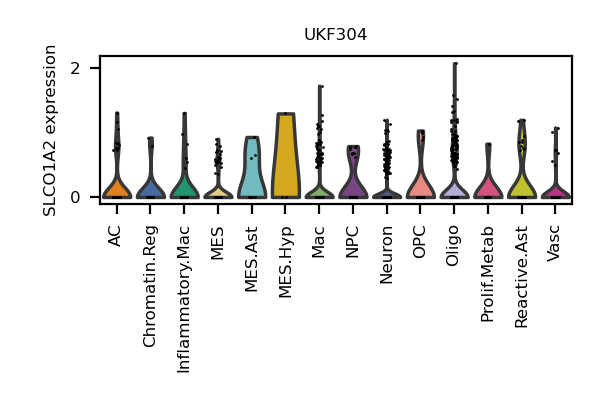 UKF304
SLCO1A2 expression
2
0
AC
Chromatin.Reg
Inflammatory.Mac
MES
MES.Ast
MES.Hyp
Mac
NPC
Neuron
OPC
Oligo
Prolif.Metab
Reactive.Ast
Vasc